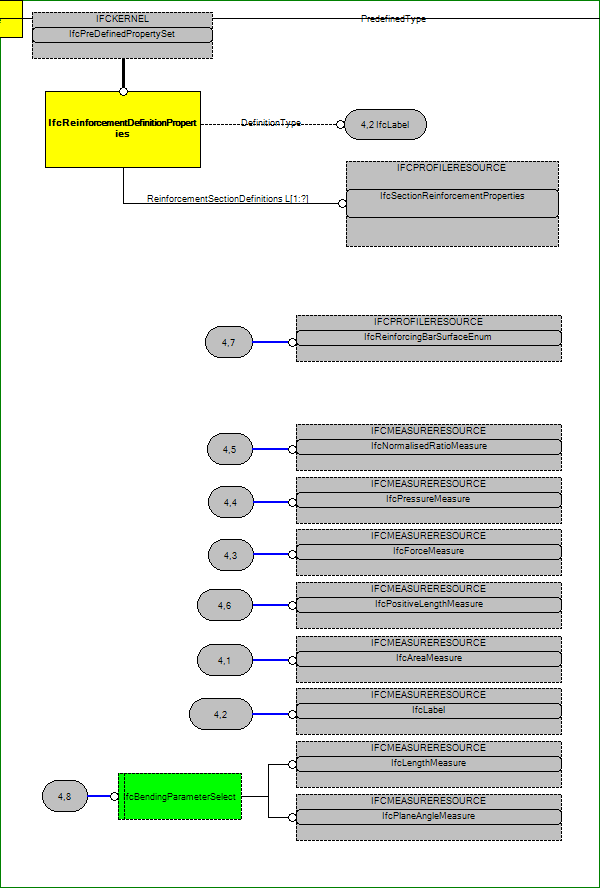 IFCKERNEL
PredefinedType
IfcPreDefinedPropertySet
IfcReinforcementDefinitionPropert
ies
DefinitionType
4,2 IfcLabel
IFCPROFILERESOURCE
IfcSectionReinforcementProperties
ReinforcementSectionDefinitions L[1:?]
IFCPROFILERESOURCE
IfcReinforcingBarSurfaceEnum
4,7
IFCMEASURERESOURCE
IfcNormalisedRatioMeasure
4,5
IFCMEASURERESOURCE
IfcPressureMeasure
4,4
IFCMEASURERESOURCE
IfcForceMeasure
4,3
IFCMEASURERESOURCE
IfcPositiveLengthMeasure
4,6
IFCMEASURERESOURCE
IfcAreaMeasure
4,1
IFCMEASURERESOURCE
IfcLabel
4,2
IFCMEASURERESOURCE
IfcLengthMeasure
4,8
IfcBendingParameterSelect
IFCMEASURERESOURCE
IfcPlaneAngleMeasure